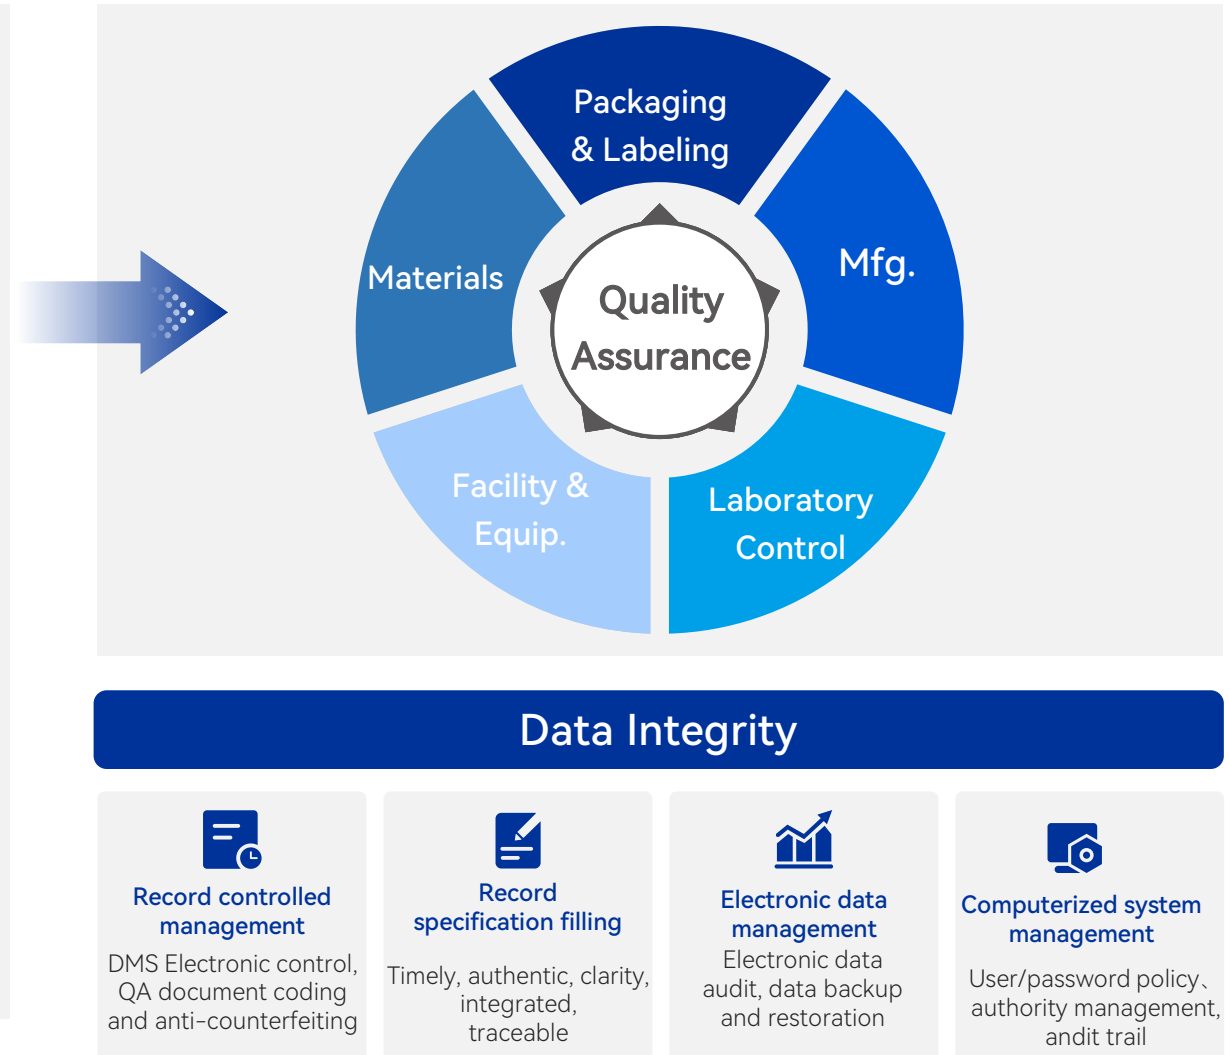 Packaging
& Labeling
Mfg.
Materials
Quality
Assurance
Facility &
Equip.
Laboratory
Control
Data Integrity
Record controlled
management
DMS Electronic control,
QA document coding
and anti-counterfeiting
Record
specification filling
Timely, authentic, clarity,
integrated,
traceable
Electronic data
management
Electronic data
audit, data backup
and restoration
Computerized system
management
User/password policy、
authority management,
andit trail